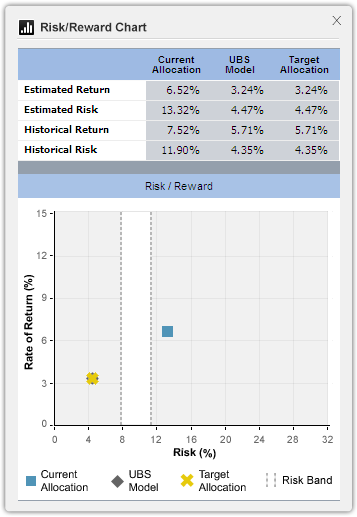 Risk/Reward Chart
Current Allocation UBS Model Target Allocation
Estimated Return 6.52% 3.24% 3.24%
Estimated Risk 13.32% 4.47% 4.47%
Historical Return 7.52% 5.71% 5.71%
Historical Risk 11.90% 4.35% 4.35%
Risk / Reward
Rate of Return (%)
15
12
9
6
3
0
0 4 8 12 16 20 24 28 32
Risk (%)
Current Allocation UBS Model Target Allocation Risk Band